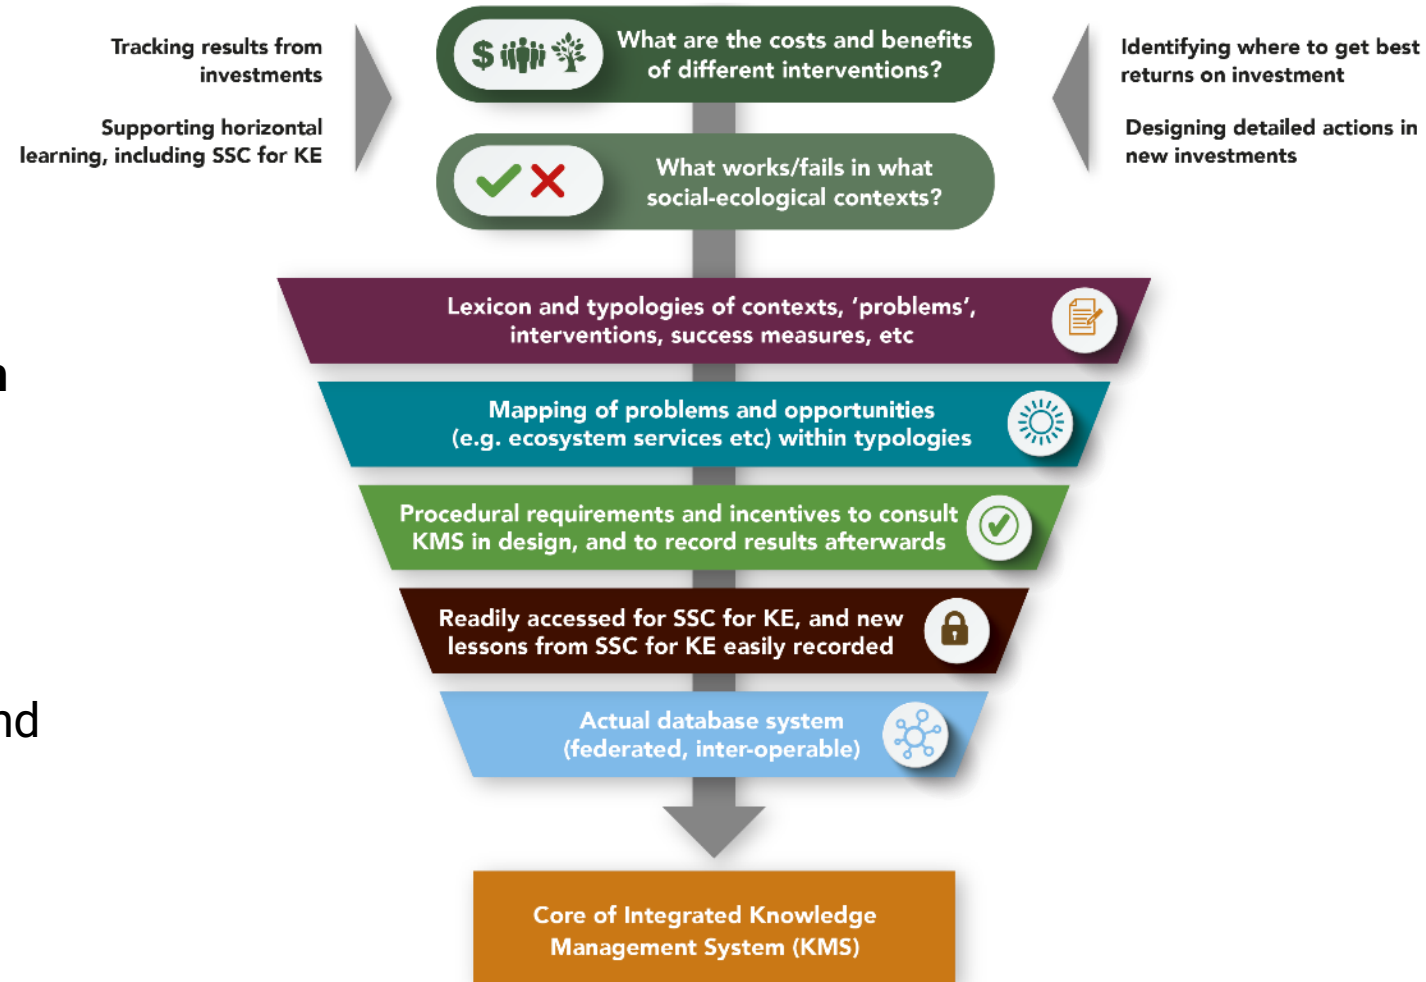 Tracking results from
investments
Supporting horizontal
learning, including SSC for KE
$
What are the costs and benefits
of different interventions?
What works/fails in what
social-ecological contexts?
Identifying where to get best
returns on investment
Designing detailed actions in
new investments
Lexicon and typologies of contexts, ‘problems’,
interventions, success measures, etc
Mapping of problems and opportunities
(e.g. ecosystem services etc) within typologies
Procedural requirements and incentives to consult
KMS in design, and to record results afterwards
Readily accessed for SSC for KE, and new
lessons from SSC for KE easily recorded
Actual database system
(federated, inter-operable)
Core of Integrated Knowledge
Management System (KMS)